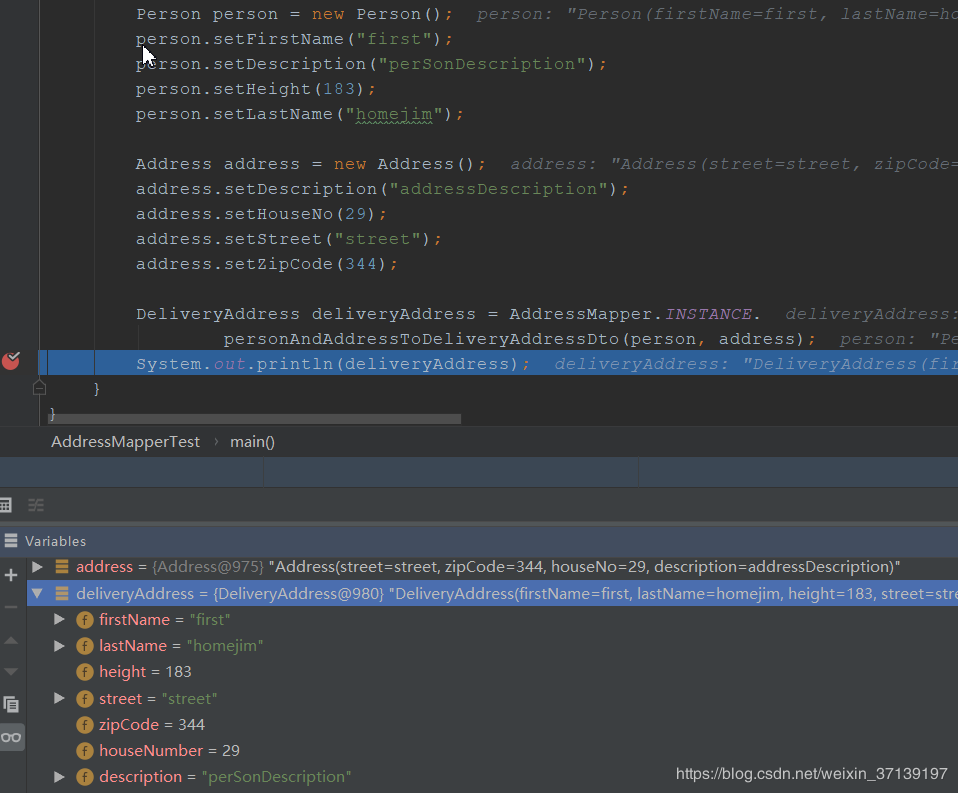 Person person = new Person();  person: "Person(firstName=first, lastName=ho
person.setFirstName("first");
person.setDescription("perSonDescription");
person.setHeight(183);
person.setLastName("homejim");
Address address = new Address();  address: "Address(street=street, zipCode=
address.setDescription("addressDescription");
address.setHouseNo(29);
address.setStreet("street");
address.setZipCode(344);
DeliveryAddress deliveryAddress = AddressMapper.INSTANCE.  deliveryAddress:
personAndAddressToDeliveryAddressDto(person, address);  person: "Pe
System.out.println(deliveryAddress);  deliveryAddress: "DeliveryAddress(fir
}
}
AddressMapperTest › main()
Variables
address = {Address@975} "Address(street=street, zipCode=344, houseNo=29, description=addressDescription)"
deliveryAddress = {DeliveryAddress@980} "DeliveryAddress(firstName=first, lastName=homejim, height=183, street=stre
f firstName = "first"
f lastName = "homejim"
f height = 183
f street = "street"
f zipCode = 344
f houseNumber = 29
f description = "perSonDescription"
https://blog.csdn.net/weixin_37139197